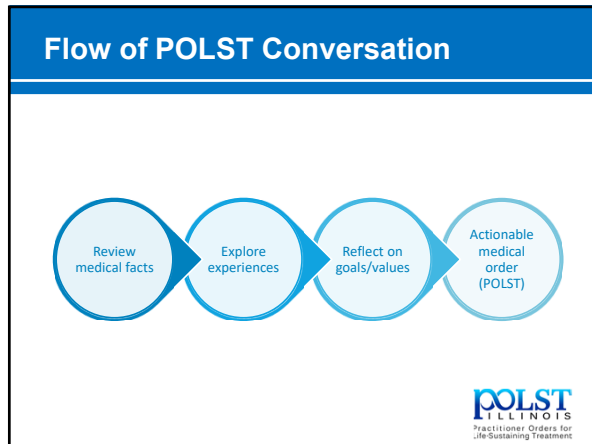 Flow of POLST Conversation
Review
medical facts
Explore
experiences
Reflect on
goals/values
Actionable
medical
order
(POLST)
POLST
ILLINOIS
Practitioner Orders for
Life-Sustaining Treatment